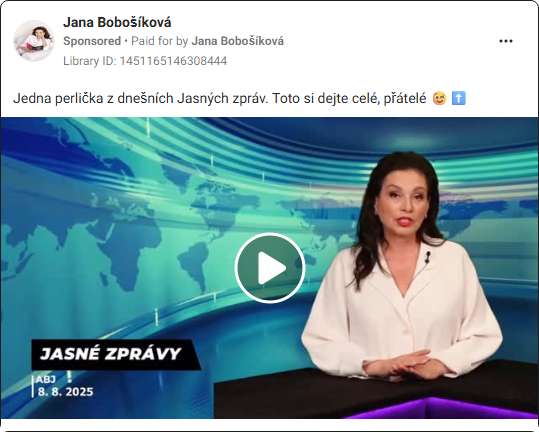 Jana Bobošíková
Sponsored • Paid for by Jana Bobošíková
Library ID: 1451165146308444
Jedna perlička z dnešních Jasných zpráv. Toto si dejte celé, přátelé 😉 ✝️
JASNÉ ZPRÁVY
ABJ
8. 8. 2025